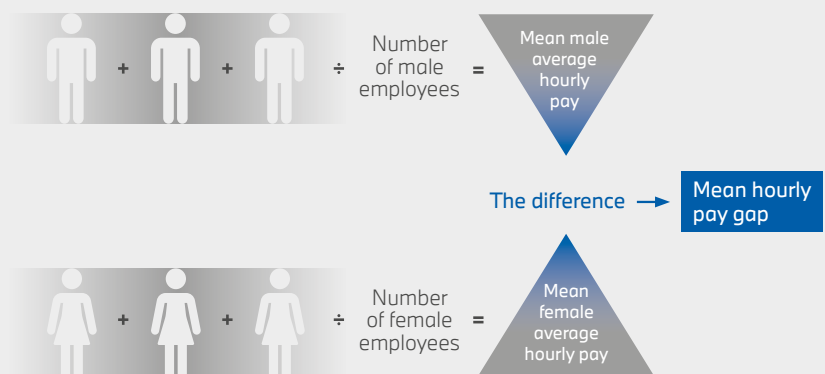 + + ÷ Number
of male
employees
=
Mean male
average
hourly
pay
The difference
Mean hourly
pay gap
+ + ÷ Number
of female
employees
=
Mean
female
average
hourly pay